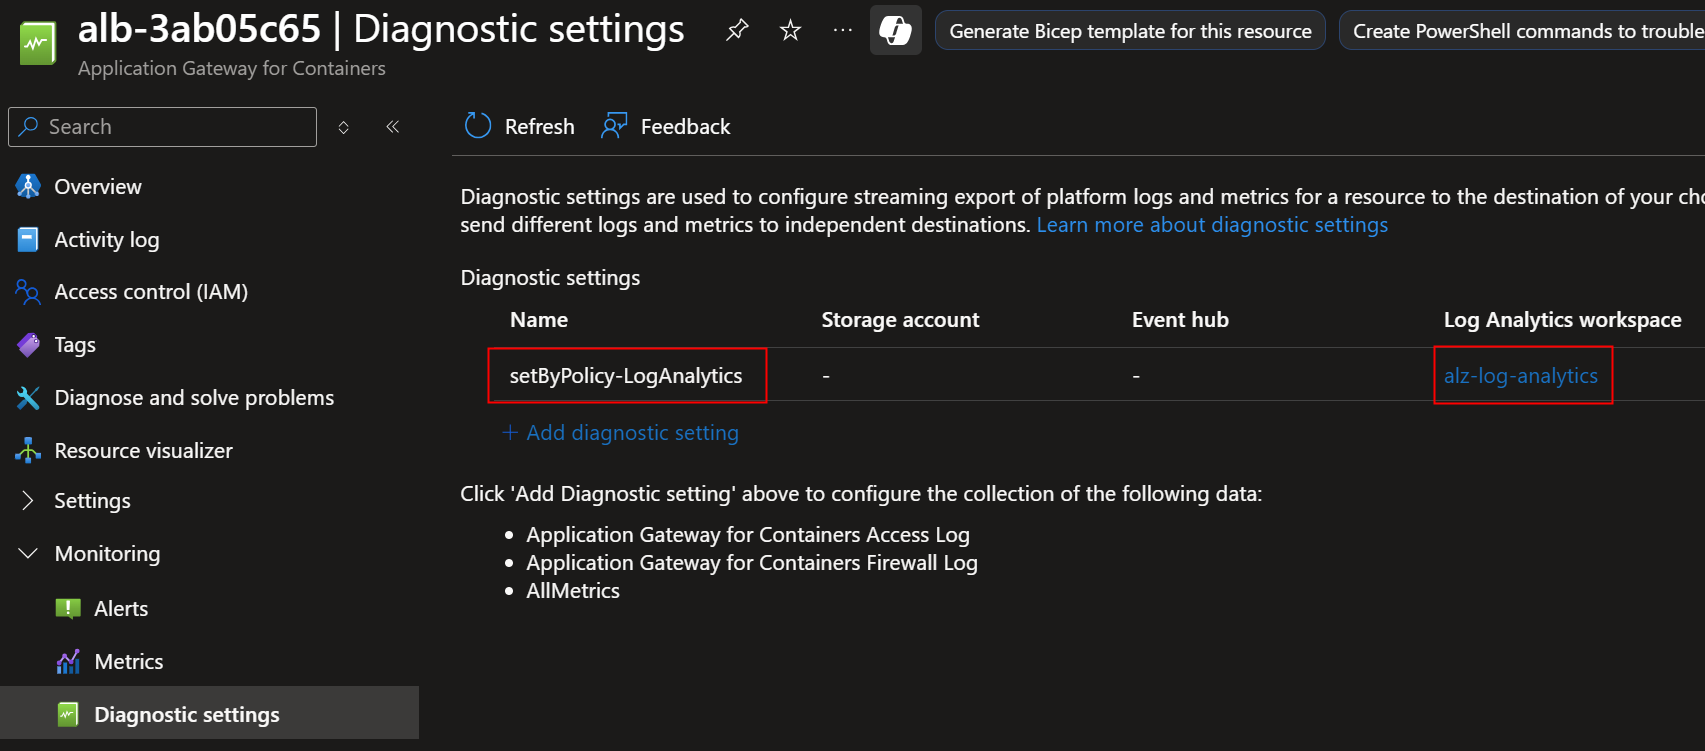 alb-3ab05c65 | Diagnostic settings
Application Gateway for Containers
Generate Bicep template for this resource
Create PowerShell commands to trouble
Search
Overview
Activity log
Access control (IAM)
Tags
Diagnose and solve problems
Resource visualizer
Settings
Monitoring
Alerts
Metrics
Diagnostic settings
Refresh
Feedback
Diagnostic settings are used to configure streaming export of platform logs and metrics for a resource to the destination of your cho
send different logs and metrics to independent destinations. Learn more about diagnostic settings
Diagnostic settings
Name Storage account Event hub Log Analytics workspace
setByPolicy-LogAnalytics - - alz-log-analytics
+ Add diagnostic setting
Click 'Add Diagnostic setting' above to configure the collection of the following data:
• Application Gateway for Containers Access Log
• Application Gateway for Containers Firewall Log
• AllMetrics